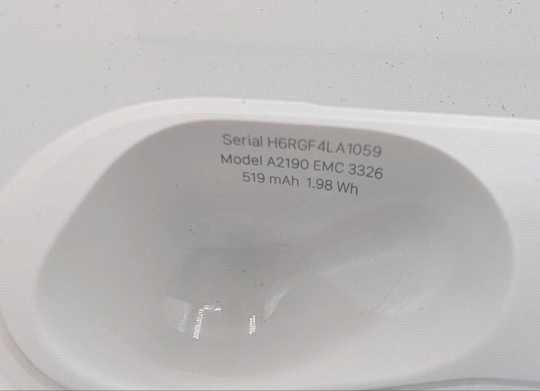 Serial H6RGF4LA1059
Model A2190 EMC 3326
519 mAh 1.98 Wh